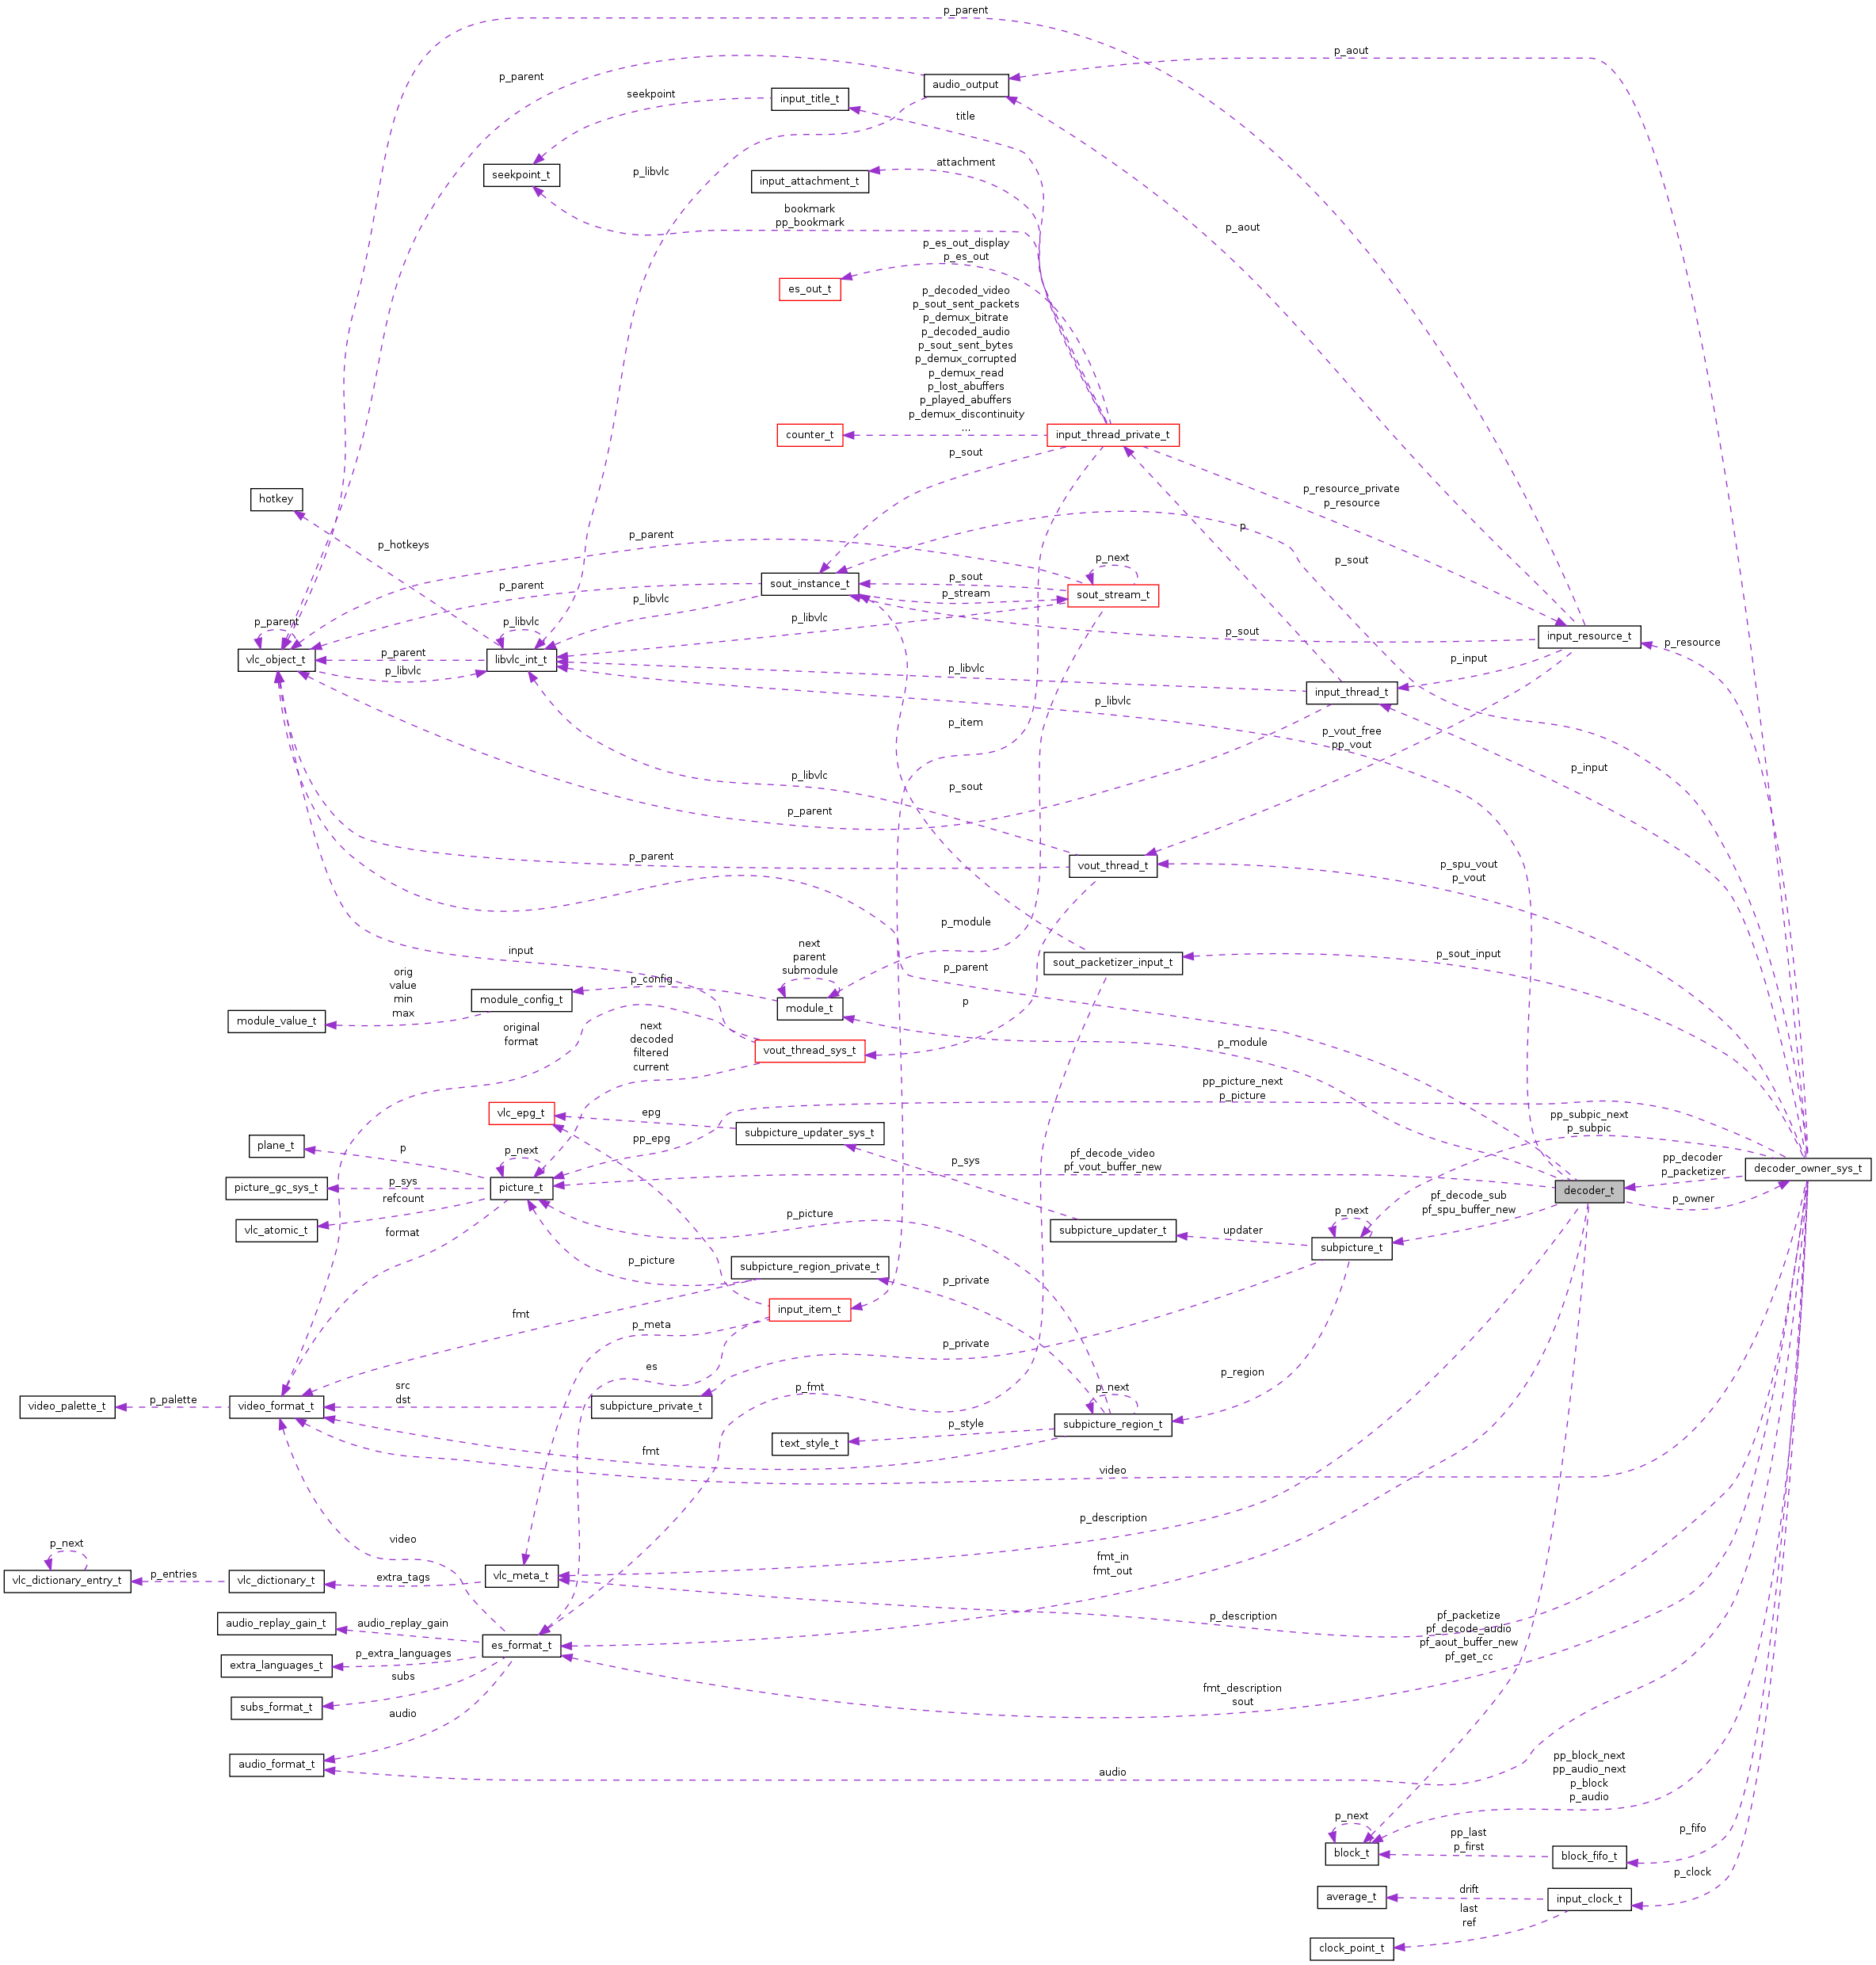 p_parent
p_aout
p_parent
audio_output
seekpoint
input_title_t
title
attachment
p_libvlc
seekpoint_t
input_attachment_t
bookmark
pp_bookmark
p_aout
p_es_out_display
p_es_out
es_out_t
p_decoded_video
p_sout_sent_packets
p_demux_bitrate
p_decoded_audio
p_sout_sent_bytes
p_demux_corrupted
p_demux_read
p_lost_abuffers
p_played_abuffers
p_demux_discontinuity
...
counter_t
input_thread_private_t
p_sout
p_resource_private
p_resource
hotkey
p_hotkeys
p_parent
p
p_next
p_sout
p_sout
p_stream
sout_instance_t
sout_stream_t
p_parent
p_libvlc
p_libvlc
p_libvlc
p_parent
p_sout
input_resource_t
p_resource
vlc_object_t
p_parent
p_libvlc
libvlc_int_t
p_libvlc
p_input
input_thread_t
p_libvlc
p_item
p_vout_free
pp_vout
p_libvlc
p_sout
p_input
p_parent
p_parent
vout_thread_t
p_spu_vout
p_vout
input
p_module
next
parent
submodule
sout_packetizer_input_t
p_sout_input
p_parent
orig
value
min
max
p_config
module_config_t
module_t
p
module_value_t
original
format
next
decoded
filtered
current
vout_thread_sys_t
p_module
pp_picture_next
p_picture
vlc_epg_t
epg
subpicture_updater_sys_t
pp_subpic_next
p_subpic
plane_t
p
p_next
pp_epg
p_sys
pf_decode_video
pf_vout_buffer_new
pp_decoder
p_packetizer
decoder_owner_sys_t
picture_gc_sys_t
p_sys
picture_t
decoder_t
p_owner
refcount
vlc_atomic_t
format
p_picture
subpicture_updater_t
updater
pf_decode_sub
pf_spu_buffer_new
p_next
subpicture_t
p_picture
subpicture_region_private_t
p_private
fmt
input_item_t
p_meta
p_private
es
p_region
video_palette_t
p_palette
video_format_t
src
dst
subpicture_private_t
p_fmt
p_next
subpicture_region_t
p_style
text_style_t
fmt
video
video
p_description
p_next
vlc_dictionary_entry_t
p_entries
vlc_dictionary_t
extra_tags
vlc_meta_t
fmt_in
fmt_out
p_description
audio_replay_gain_t
audio_replay_gain
es_format_t
pf_packetize
pf_decode_audio
pf_aout_buffer_new
pf_get_cc
extra_languages_t
p_extra_languages
subs
subs_format_t
fmt_description
sout
audio
audio_format_t
audio
pp_block_next
pp_audio_next
p_block
p_audio
p_next
block_t
pp_last
p_first
block_fifo_t
p_fifo
p_clock
average_t
drift
input_clock_t
last
ref
clock_point_t